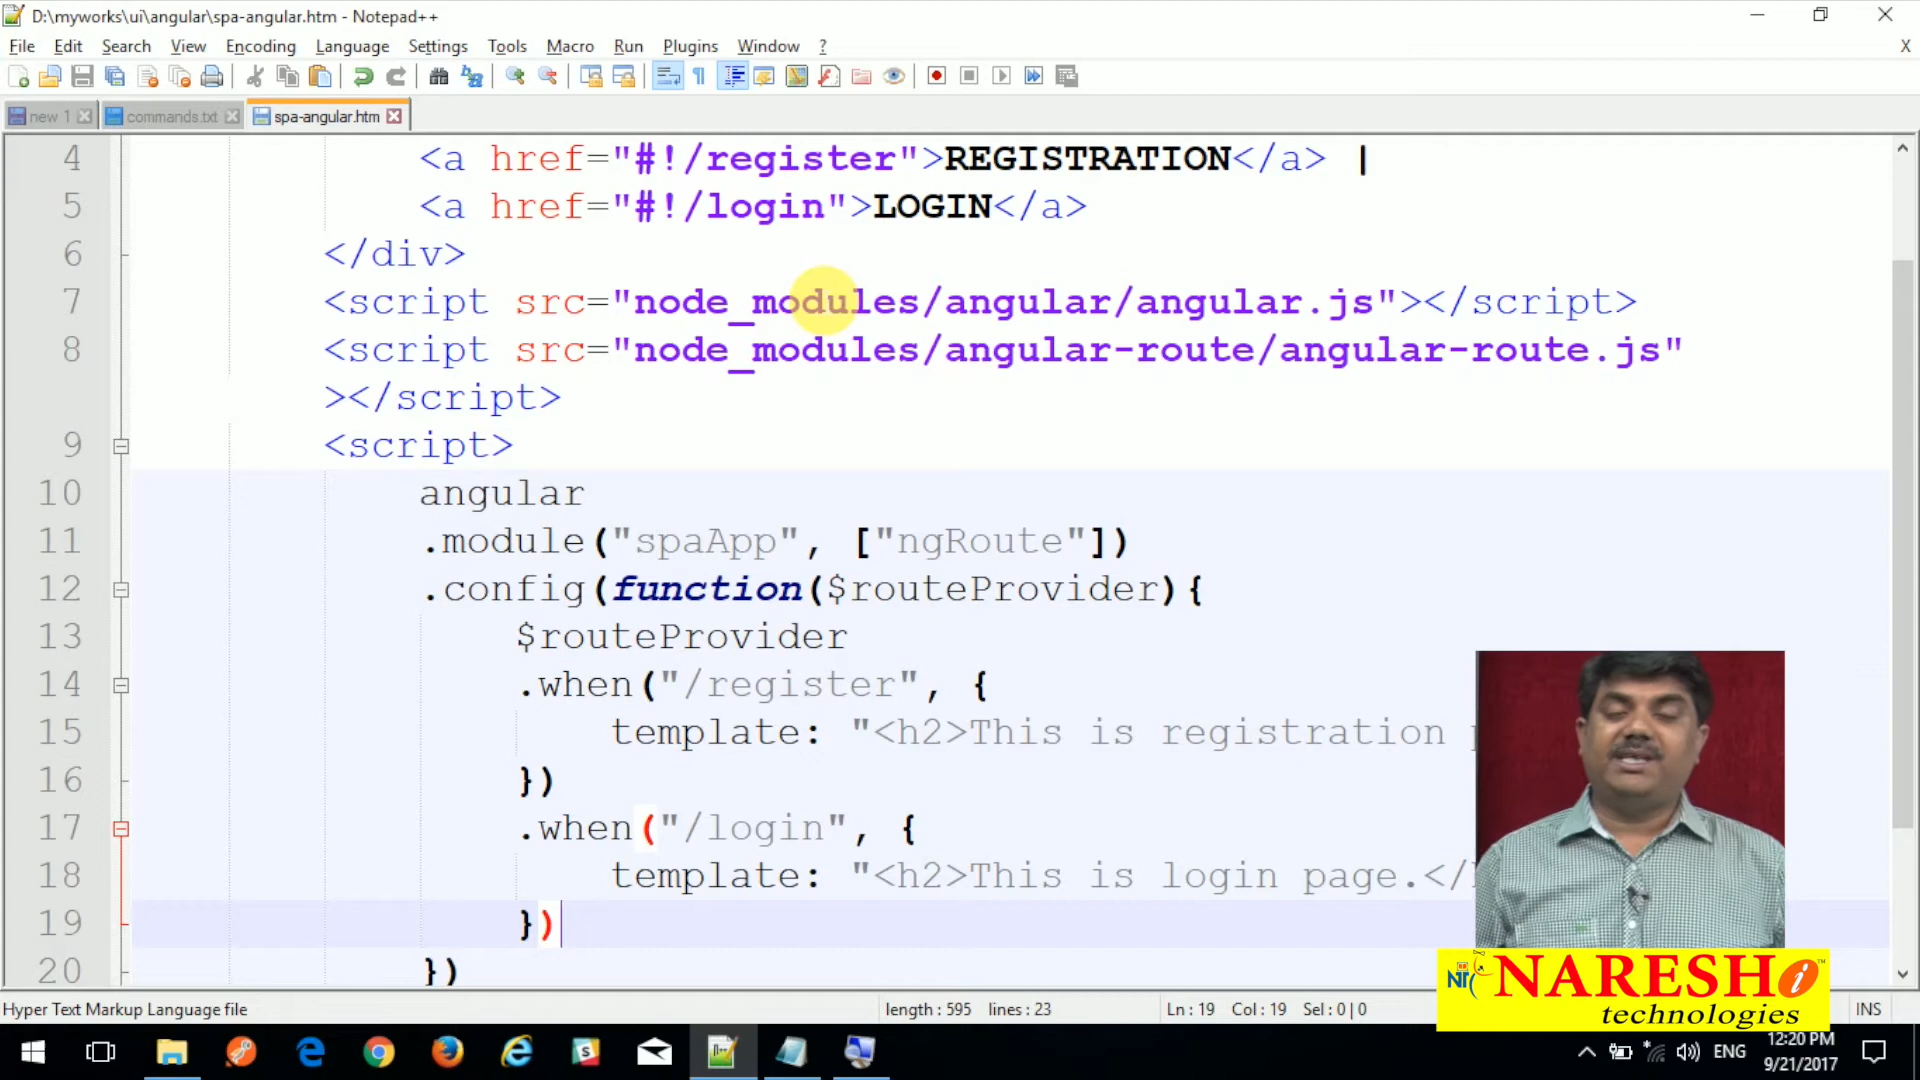 D:\myworks\ui\angular\spa-angular.htm - Notepad++
File Edit Search View Encoding Language Settings Tools Macro Run Plugins Window ? X
new 1 commands.txt spa-angular.htm
4 <a href="#!/register">REGISTRATION</a> |
5 <a href="#!/login">LOGIN</a>
6 </div>
7 <script src="node_modules/angular/angular.js"></script>
8 <script src="node_modules/angular-route/angular-route.js"
></script>
9 <script>
10 angular
11 .module("spaApp", ["ngRoute"])
12 .config(function($routeProvider){
13 $routeProvider
14 .when("/register", {
15 template: "<h2>This is registration
16 })
17 .when("/login", {
18 template: "<h2>This is login page.</
19 })
20 })
Hyper Text Markup Language file length : 595 lines : 23 Ln : 19 Col : 19 Sel : 0 | 0 INS
NARESH i
technologies
ENG 12:20 PM
9/21/2017